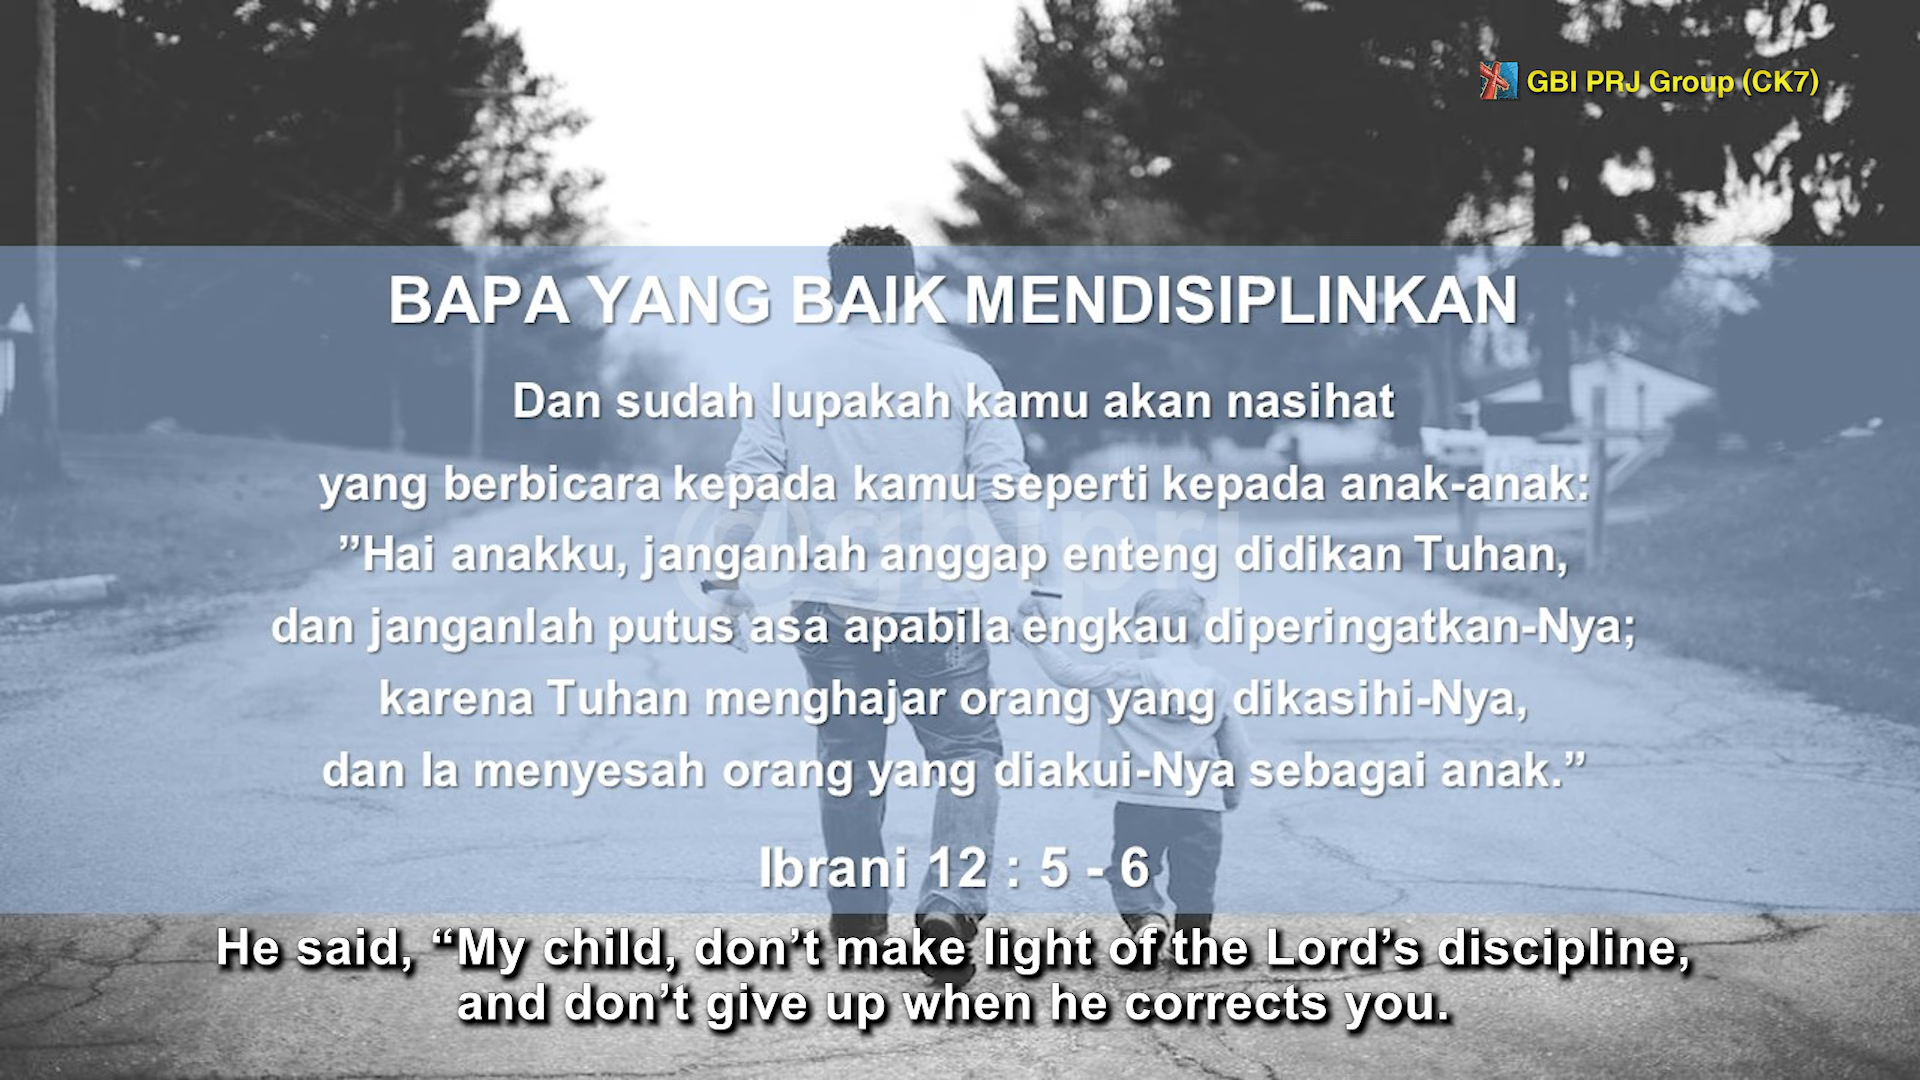 GBI PRJ Group (CK7)
BAPA YANG BAIK MENDISIPLINKAN
Dan sudah lupakah kamu akan nasihat
yang berbicara kepada kamu seperti kepada anak-anak:
”Hai anakku, janganlah anggap enteng didikan Tuhan,
dan janganlah putus asa apabila engkau diperingatkan-Nya;
karena Tuhan menghajar orang yang dikasihi-Nya,
dan Ia menyesah orang yang diakui-Nya sebagai anak.”
@gbiprj
Ibrani 12 : 5 - 6
He said, “My child, don’t make light of the Lord’s discipline,
and don’t give up when he corrects you.